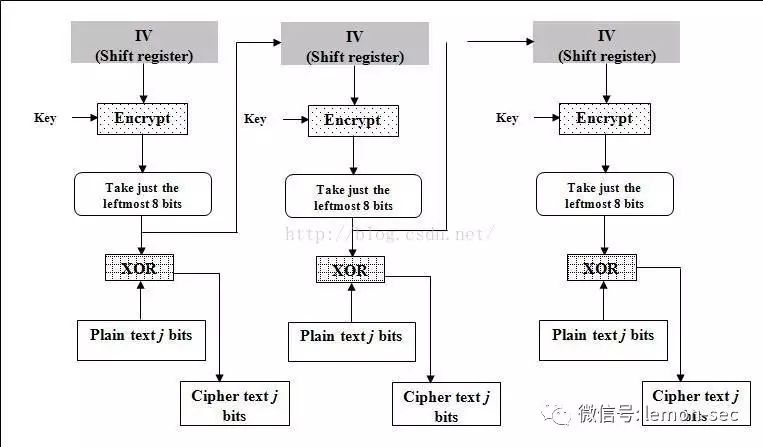 IV
(Shift register)
IV
(Shift register)
IV
(Shift register)
Key
Encrypt
Key
Encrypt
Key
Encrypt
Take just the
leftmost 8 bits
Take just the
leftmost 8 bits
Take just the
leftmost 8 bits
http://blog.csdn.net/
XOR
XOR
XOR
Plain text j bits
Plain text j bits
Plain text j bits
Cipher text j
bits
Cipher text j
bits
Cipher text j
bits
微信号: lemon-sec